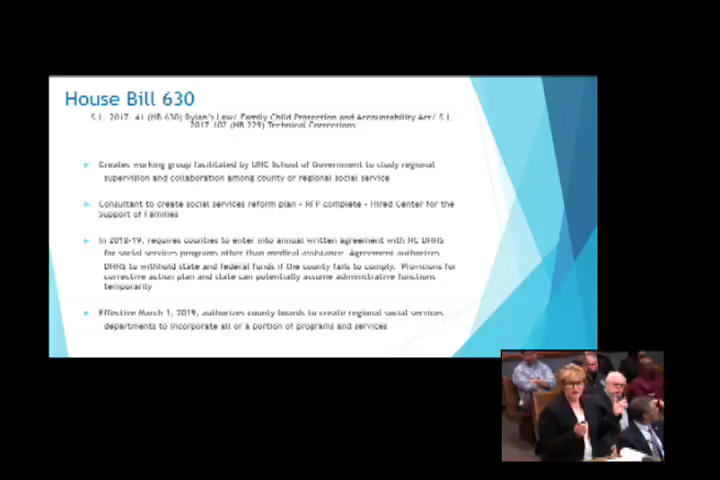 House Bill 630
S.L. 2017- 41 (HB 630) Rylan's Law/ Family Child Protection and Accountability Act/ S.L.
2017-102 (HB 229) Technical Corrections
Creates working group facilitated by UNC School of Government to study regional
supervision and collaboration among county or regional social service
Consultant to create social services reform plan - RFP complete - Hired Center for the
Support of Families
In 2018-19, requires counties to enter into annual written agreement with NC DHHS
for social services programs other than medical assistance. Agreement authorizes
DHHS to withhold state and federal funds if the county fails to comply. Provisions for
corrective action plan and state can potentially assume administrative functions
temporarily
Effective March 1, 2019, authorizes county boards to create regional social services
departments to incorporate all or a portion of programs and services